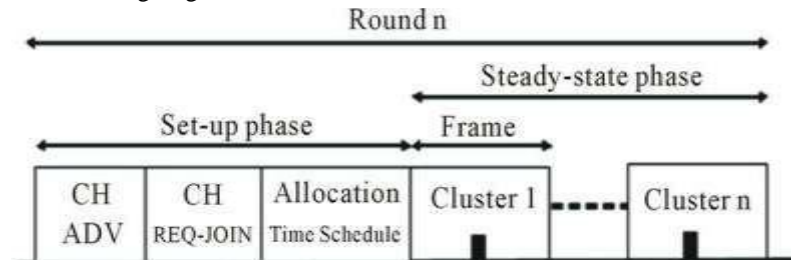 Round n
Steady-state phase
Set-up phase
Frame
CH
ADV
CH
REQ-JOIN
Allocation
Time Schedule
Cluster 1
Cluster n